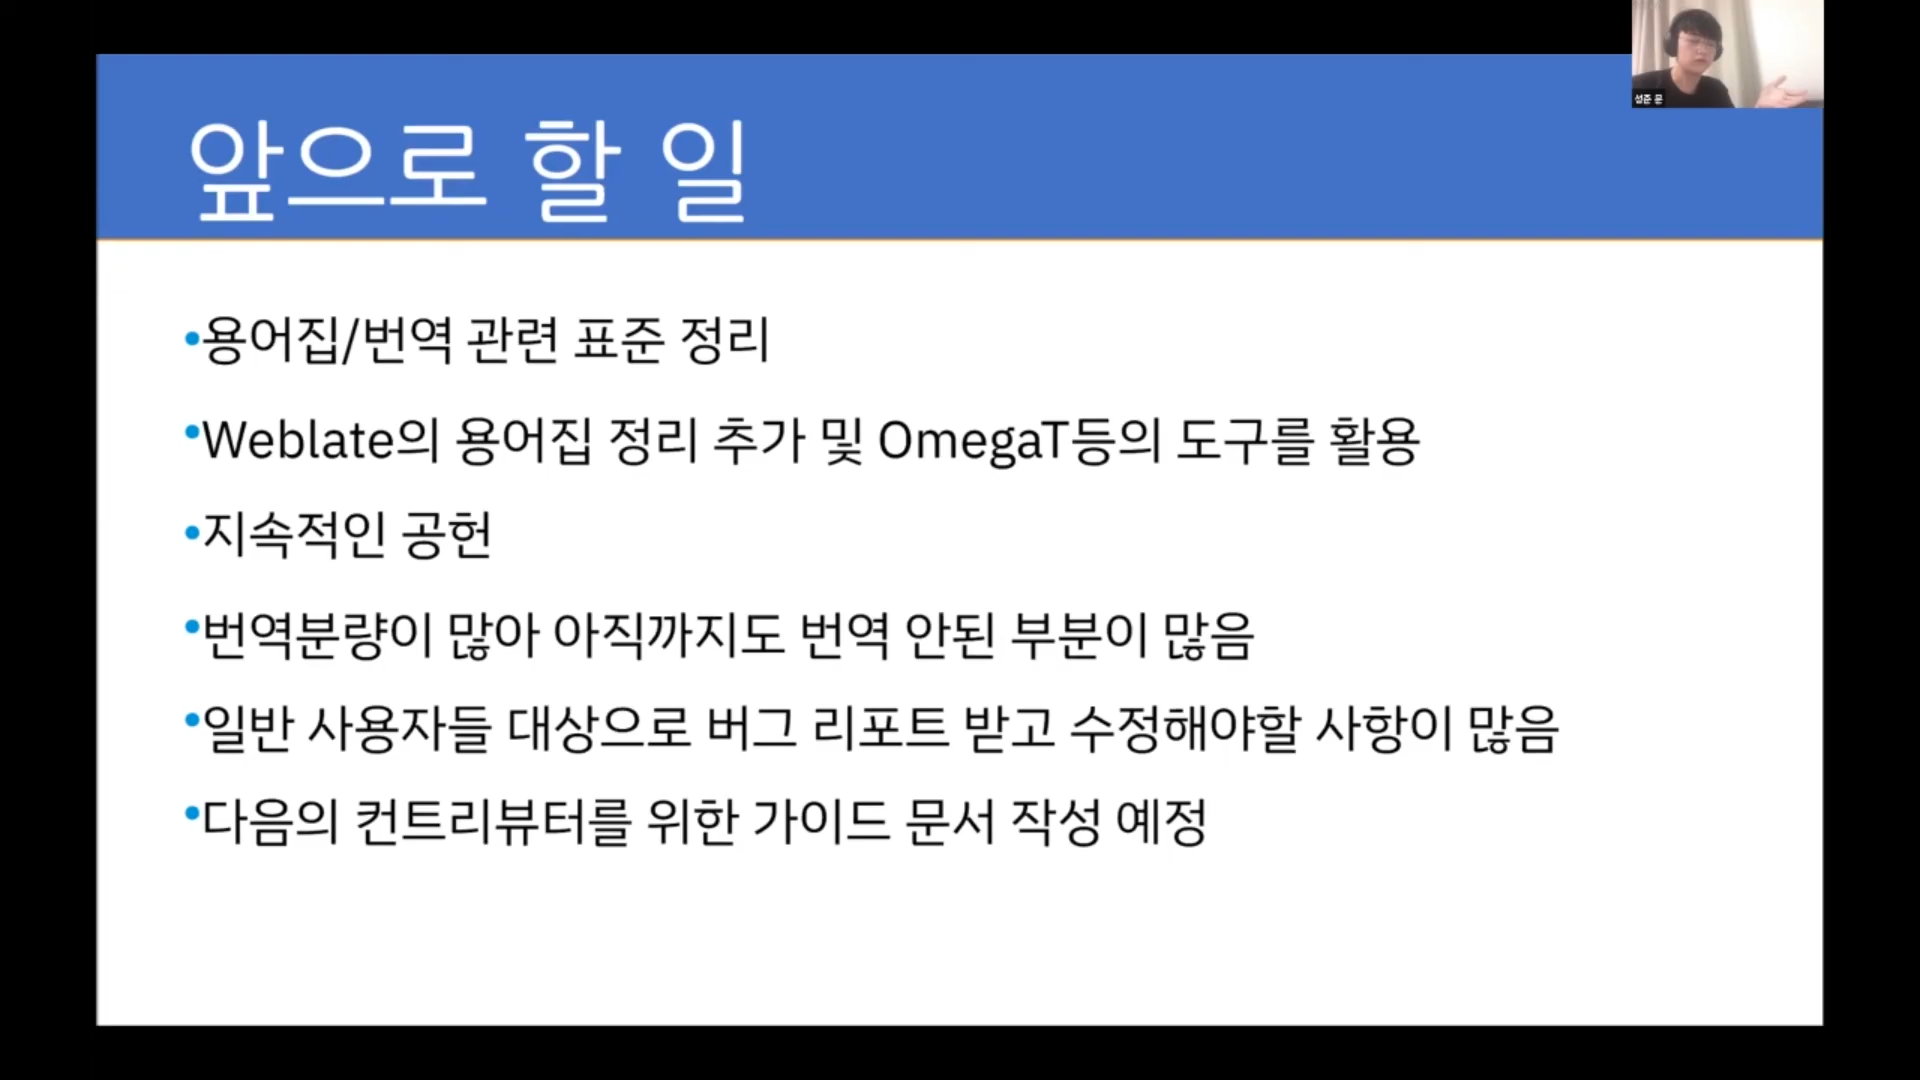 성준 문
앞으로 할 일
•용어집/번역 관련 표준 정리
•Weblate의 용어집 정리 추가 및 OmegaT등의 도구를 활용
•지속적인 공헌
•번역분량이 많아 아직까지도 번역 안된 부분이 많음
•일반 사용자들 대상으로 버그 리포트 받고 수정해야할 사항이 많음
•다음의 컨트리뷰터를 위한 가이드 문서 작성 예정